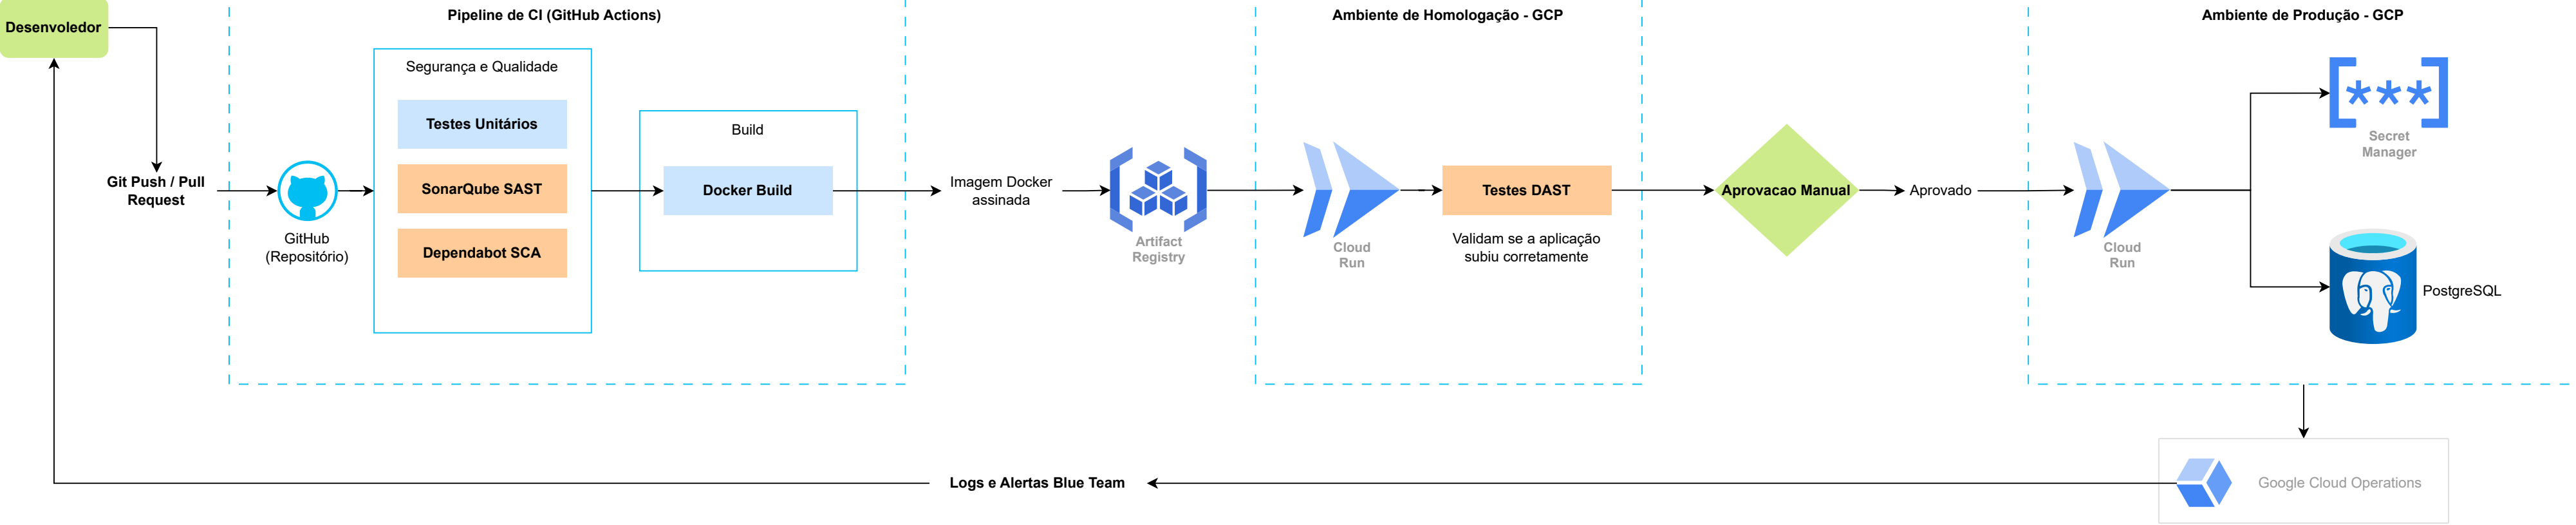 Desenvoledor
Git Push / Pull
Request
Pipeline de CI (GitHub Actions)
GitHub
(Repositório)
Segurança e Qualidade
Testes Unitários
SonarQube SAST
Dependabot SCA
Build
Docker Build
Imagem Docker
assinada
Artifact
Registry
Ambiente de Homologação - GCP
Cloud
Run
Testes DAST
Validam se a aplicação
subiu corretamente
Aprovacao Manual
Aprovado
Ambiente de Produção - GCP
Cloud
Run
Secret
Manager
PostgreSQL
Google Cloud Operations
Logs e Alertas Blue Team